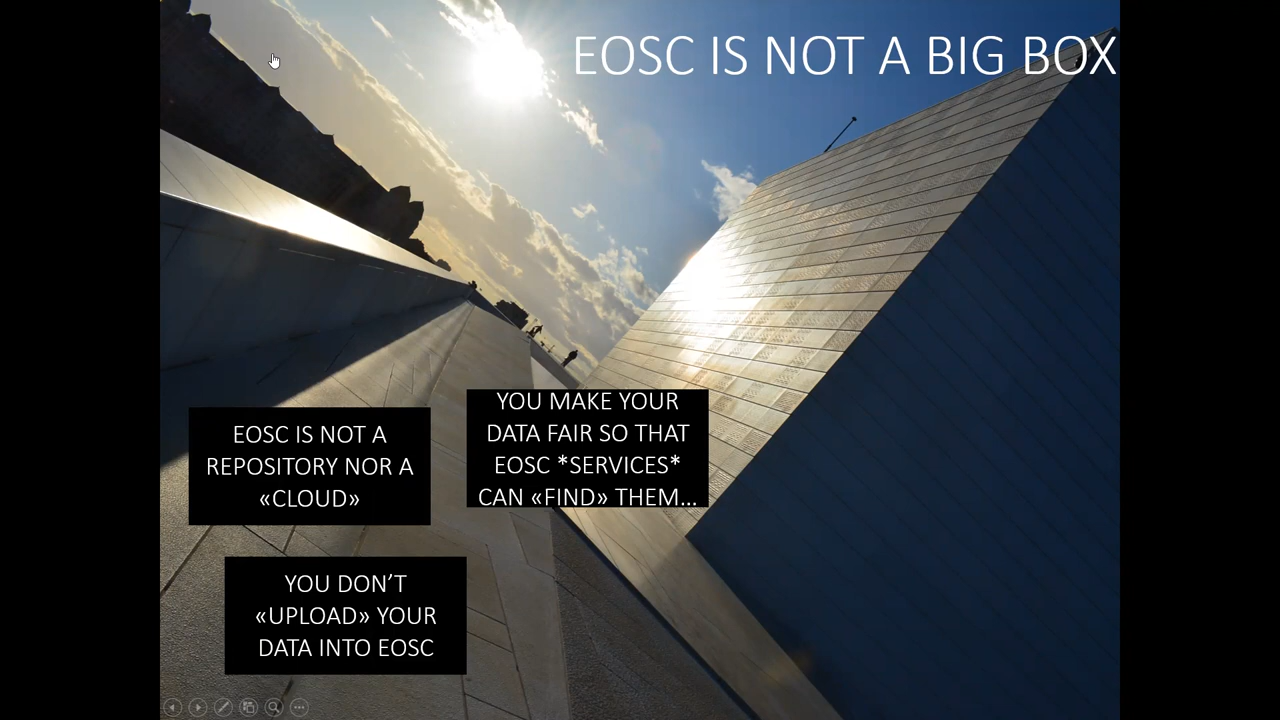 EOSC IS NOT A BIG BOX
EOSC IS NOT A
REPOSITORY NOR A
«CLOUD»
YOU MAKE YOUR
DATA FAIR SO THAT
EOSC *SERVICES*
CAN «FIND» THEM...
YOU DON’T
«UPLOAD» YOUR
DATA INTO EOSC